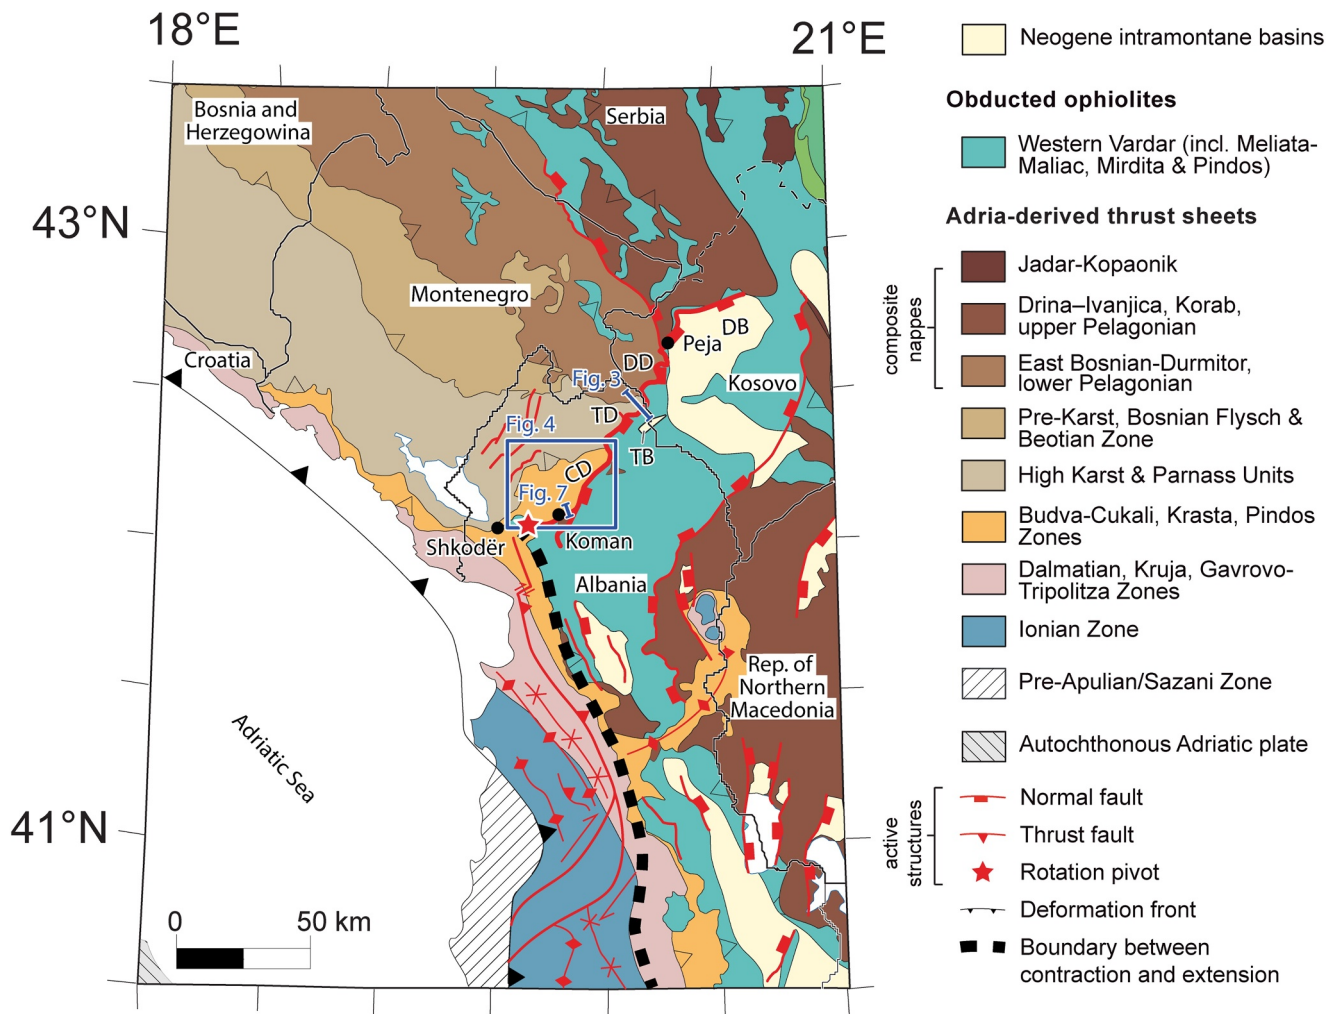 18°E
21°E
43°N
41°N
Bosnia and
Herzegowina
Serbia
Montenegro
Croatia
DB
Peja
DD
Kosovo
Fig. 3
TD
Fig. 4
TB
CD
Fig. 7
Shkodër
Koman
Albania
Rep. of
Northern
Macedonia
Adriatic Sea
0
50 km
Neogene intramontane basins
Obducted ophiolites
Western Vardar (incl. Meliata-
Maliac, Mirdita & Pindos)
Adria-derived thrust sheets
composite
nappes
Jadar-Kopaonik
Drina–Ivanjica, Korab,
upper Pelagonian
East Bosnian-Durmitor,
lower Pelagonian
Pre-Karst, Bosnian Flysch &
Beotian Zone
High Karst & Parnass Units
Budva-Cukali, Krasta, Pindos
Zones
Dalmatian, Kruja, Gavrovo-
Tripolitza Zones
Ionian Zone
Pre-Apulian/Sazani Zone
Autochthonous Adriatic plate
active
structures
Normal fault
Thrust fault
Rotation pivot
Deformation front
Boundary between
contraction and extension